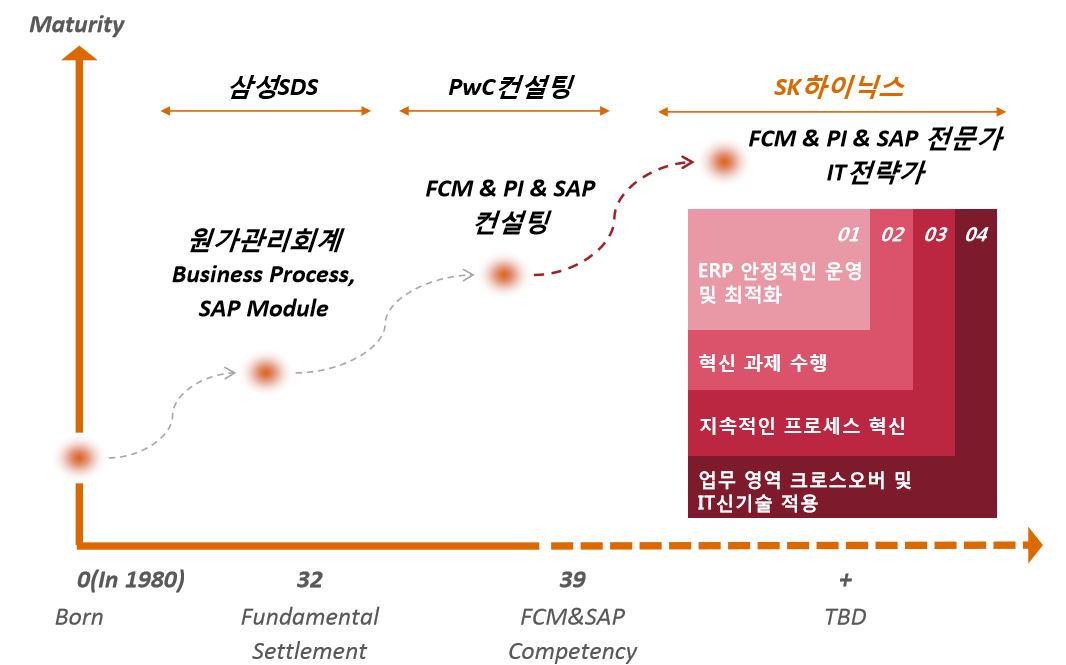 Maturity
삼성SDS
PwC컨설팅
SK하이닉스
FCM & PI & SAP 전문가
IT전략가
FCM & PI & SAP
컨설팅
원가관리회계
Business Process,
SAP Module
01
02
03
04
ERP 안정적인 운영
및 최적화
혁신 과제 수행
지속적인 프로세스 혁신
업무 영역 크로스오버 및
IT신기술 적용
0(In 1980)
32
39
+
Born
Fundamental
Settlement
FCM&SAP
Competency
TBD